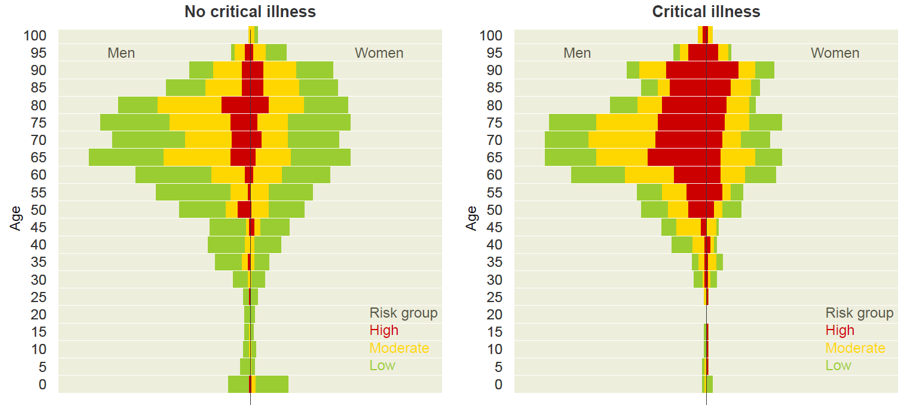 No critical illness
Critical illness
Men
Women
Men
Women
100
95
90
85
80
75
70
65
60
55
50
45
40
35
30
25
20
15
10
5
0
Age
Risk group
High
Moderate
Low
100
95
90
85
80
75
70
65
60
55
50
45
40
35
30
25
20
15
10
5
0
Age
Risk group
High
Moderate
Low